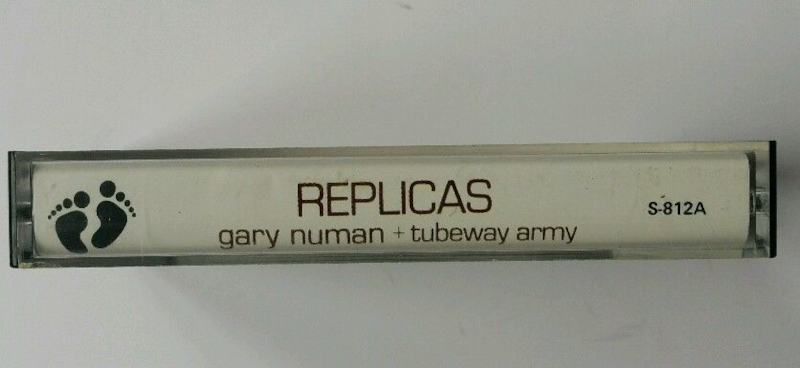 REPLICAS
gary numan + tubeway army
S-812A